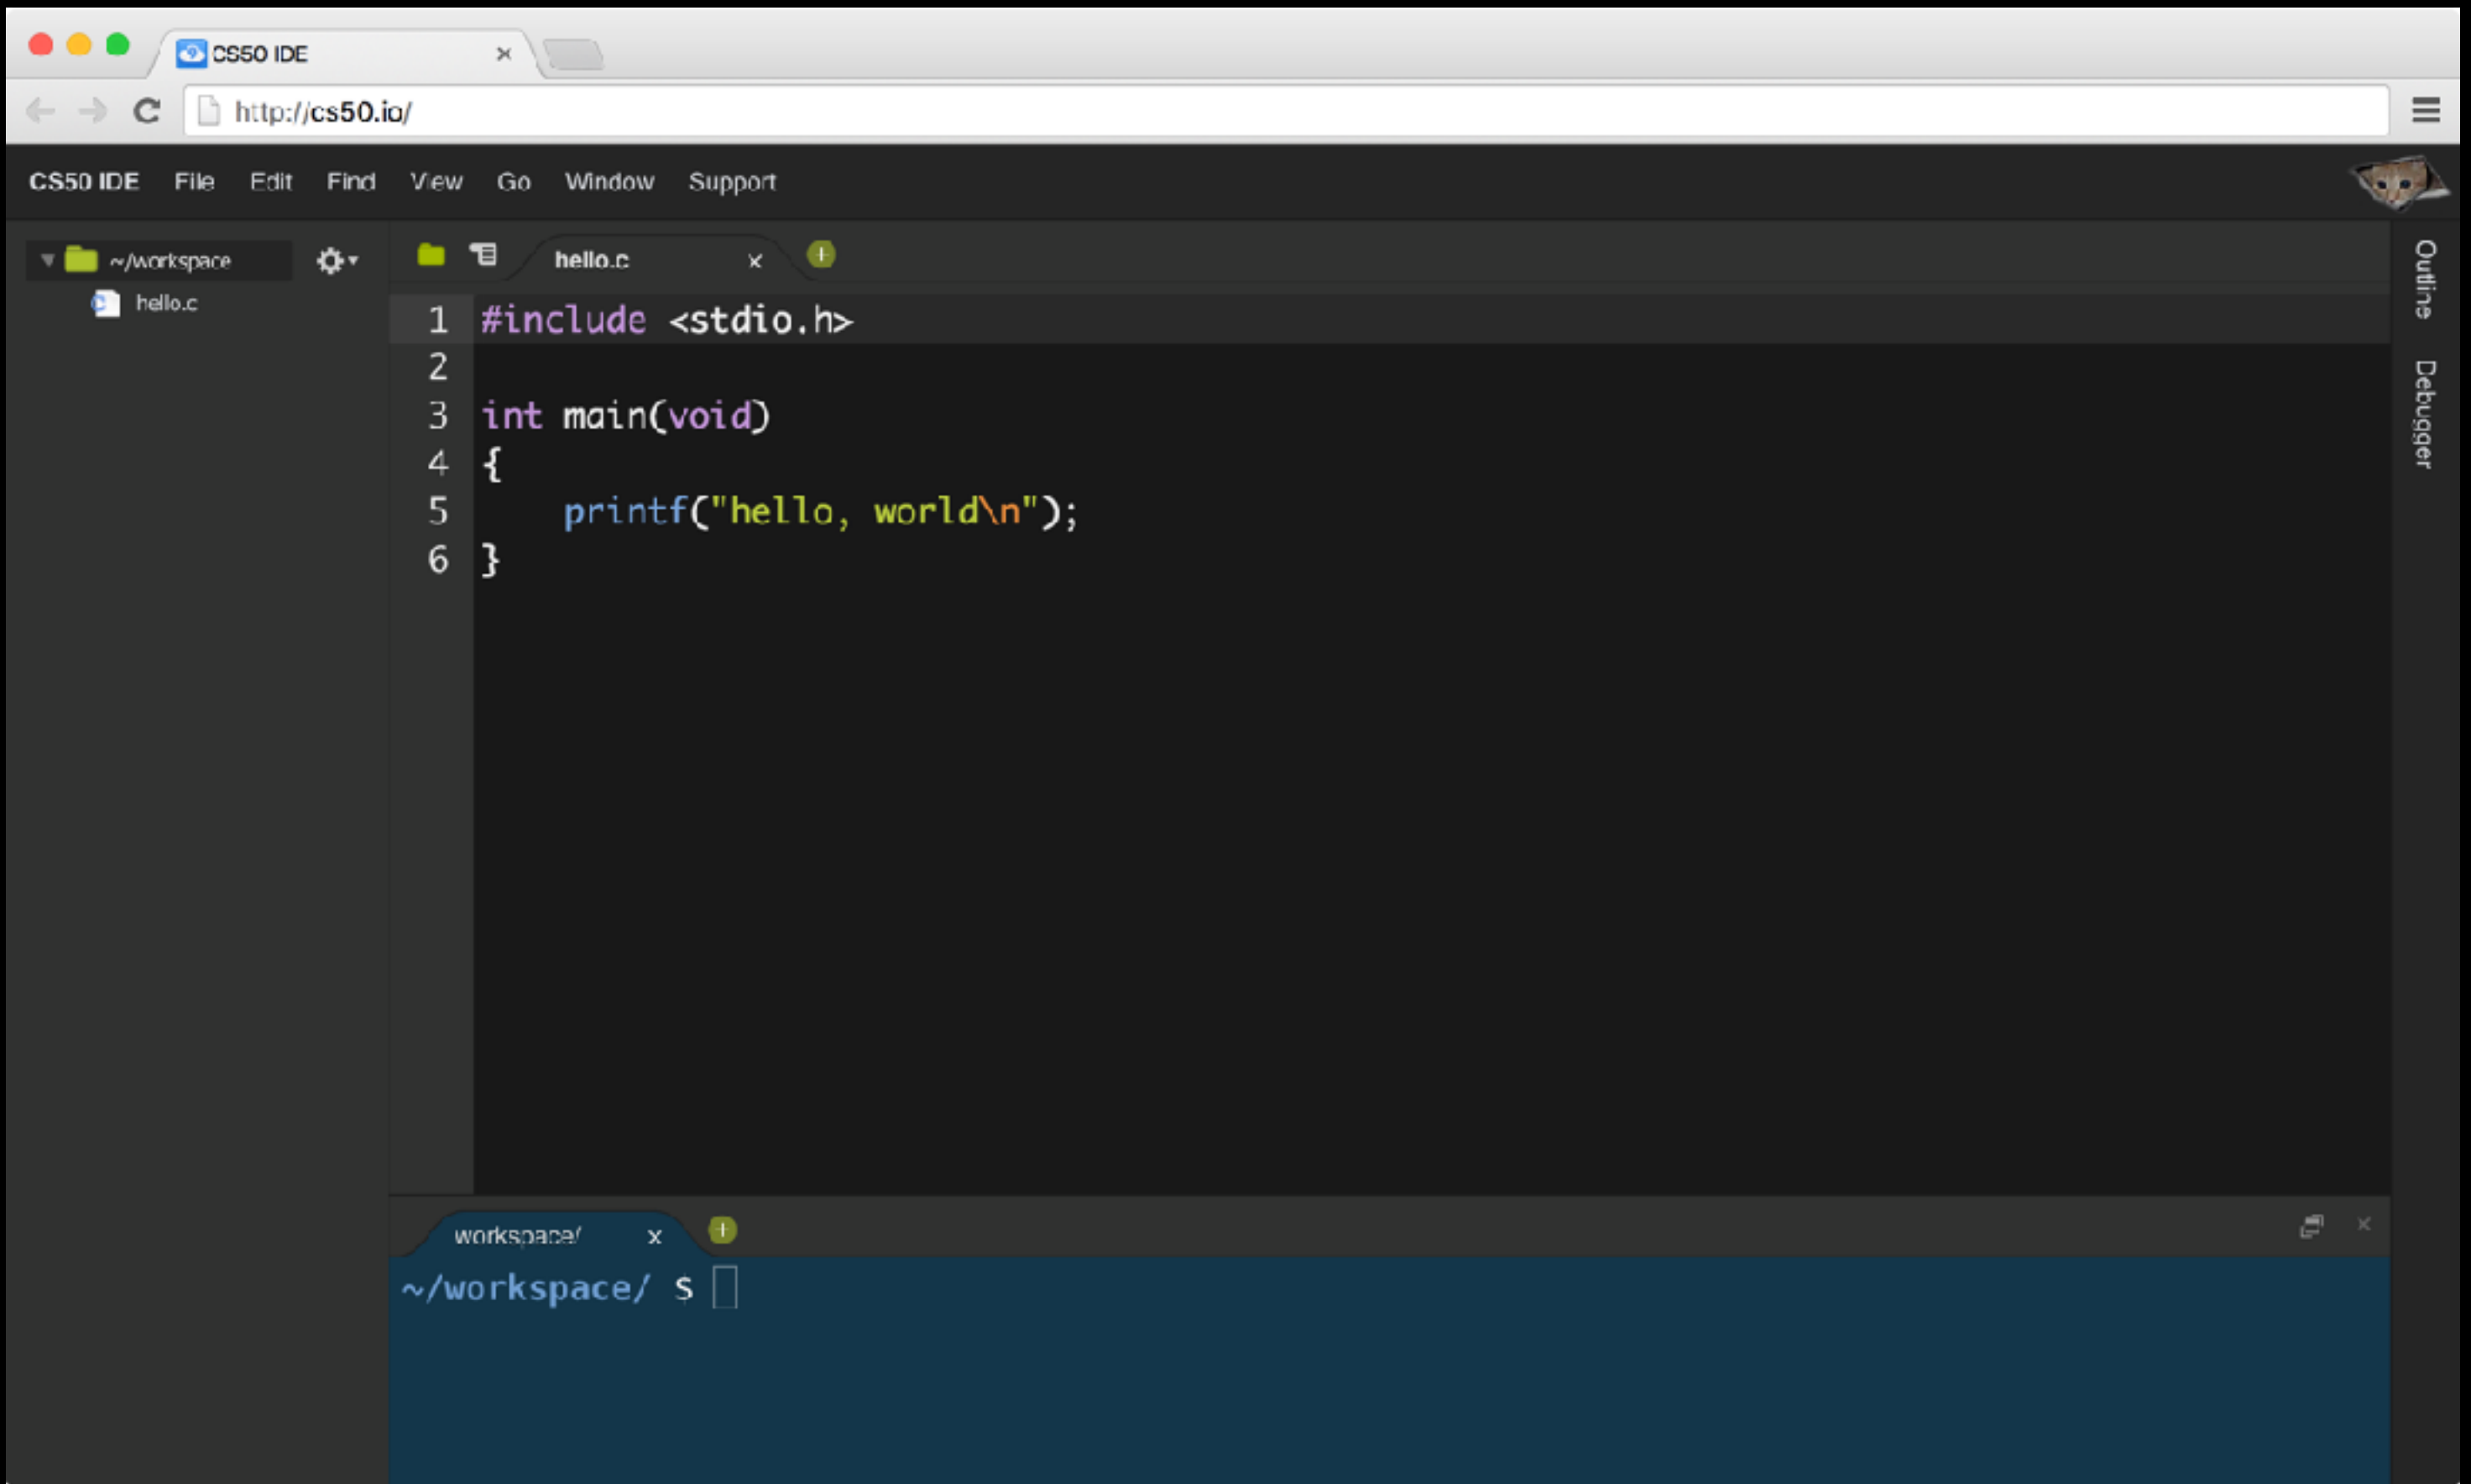 CS50 IDE
http://cs50.io/
CS50 IDE File Edit Find View Go Window Support
~/workspace
hello.c
hello.c
1 #include <stdio.h>
2
3 int main(void)
4 {
5     printf("hello, world\n");
6 }
Outline
Debugger
workspace/
~/workspace/ $